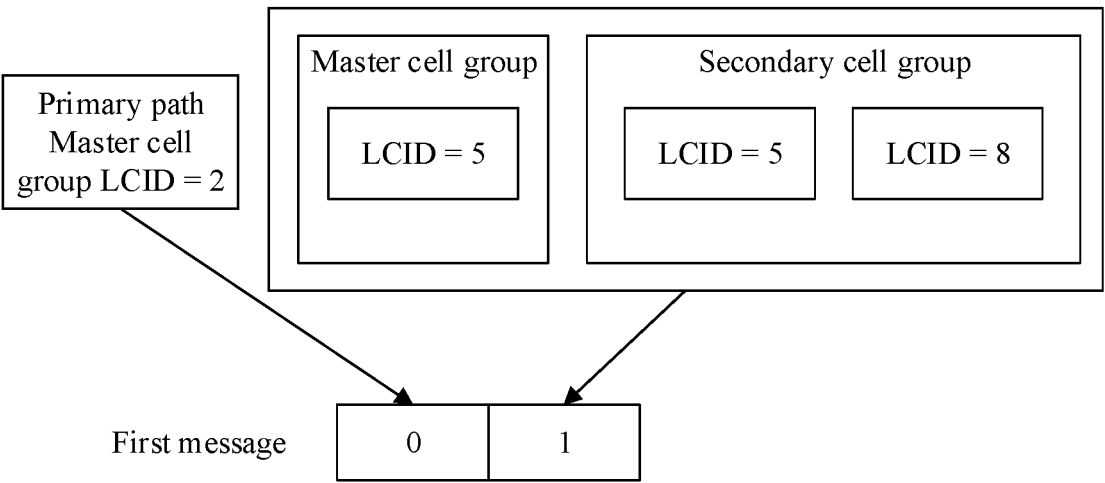 Primary path
Master cell
group LCID = 2
Master cell group
LCID = 5
Secondary cell group
LCID = 5
LCID = 8
First message
0
1